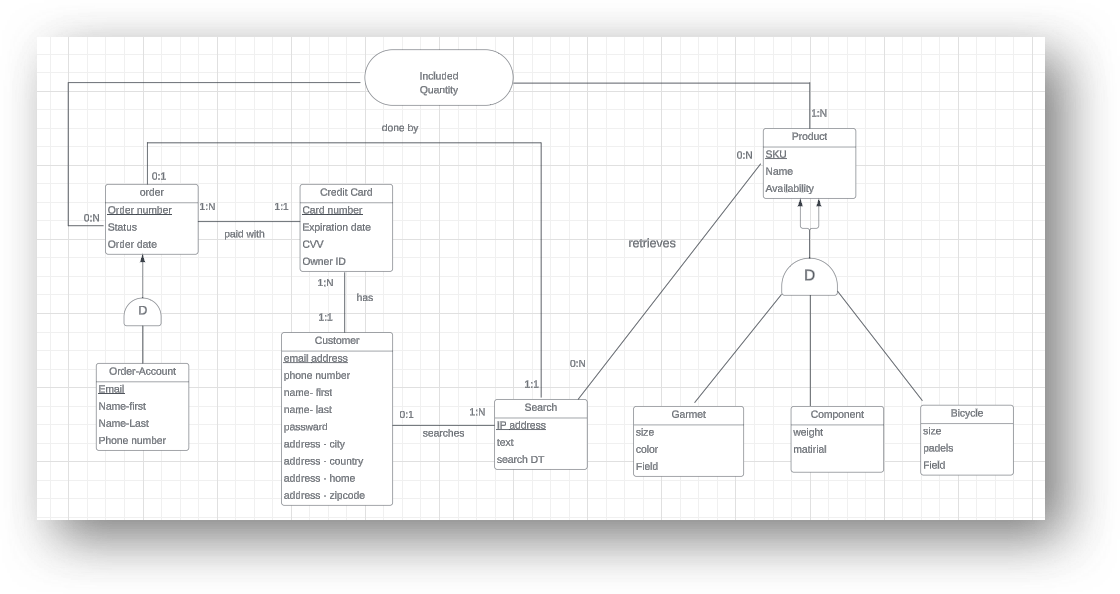 Included
Quantity
done by
1:N
Product
SKU
Name
Availability
0:N
0:1
order
Order number
Status
Order date
0:N
1:N
1:1
paid with
Credit Card
Card number
Expiration date
CVV
Owner ID
retrieves
1:N
has
1:1
D
D
Customer
email address
phone number
name- first
name- last
passward
address - city
address - country
address - home
address - zipcode
Order-Account
Email
Name-first
Name-Last
Phone number
0:N
1:1
0:1
1:N
searches
Search
IP address
text
search DT
Garmet
size
color
Field
Component
weight
matirial
Bicycle
size
padels
Field